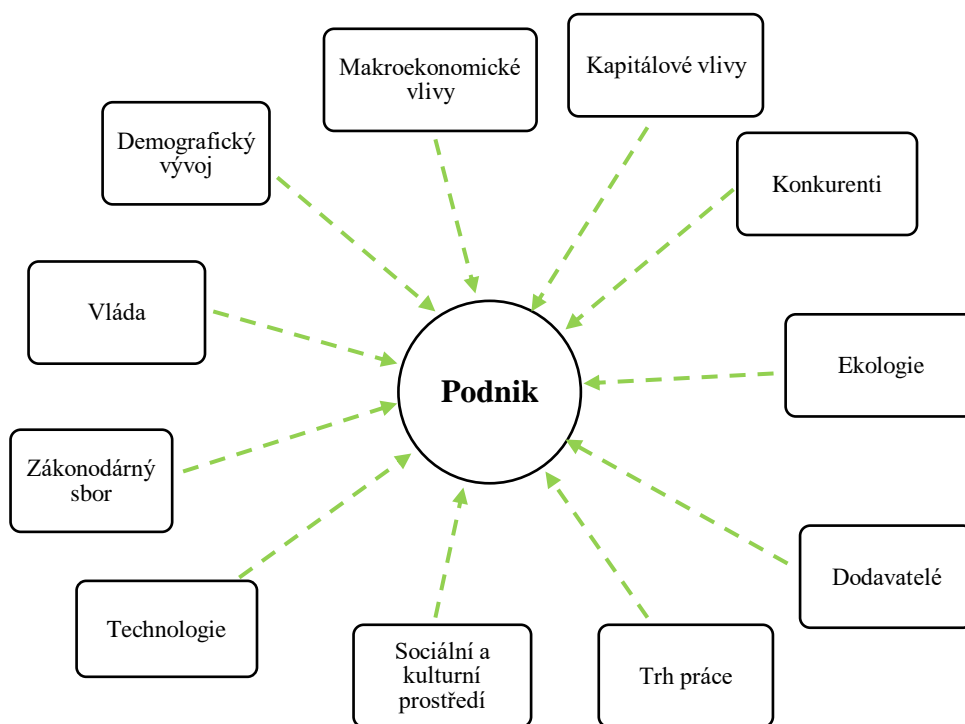 Makroekonomické
vlivy
Kapitálové vlivy
Demografický
vývoj
Konkurenti
Vláda
Ekologie
Podnik
Zákonodárný
sbor
Dodavatelé
Technologie
Sociální a
kulturní
prostředí
Trh práce